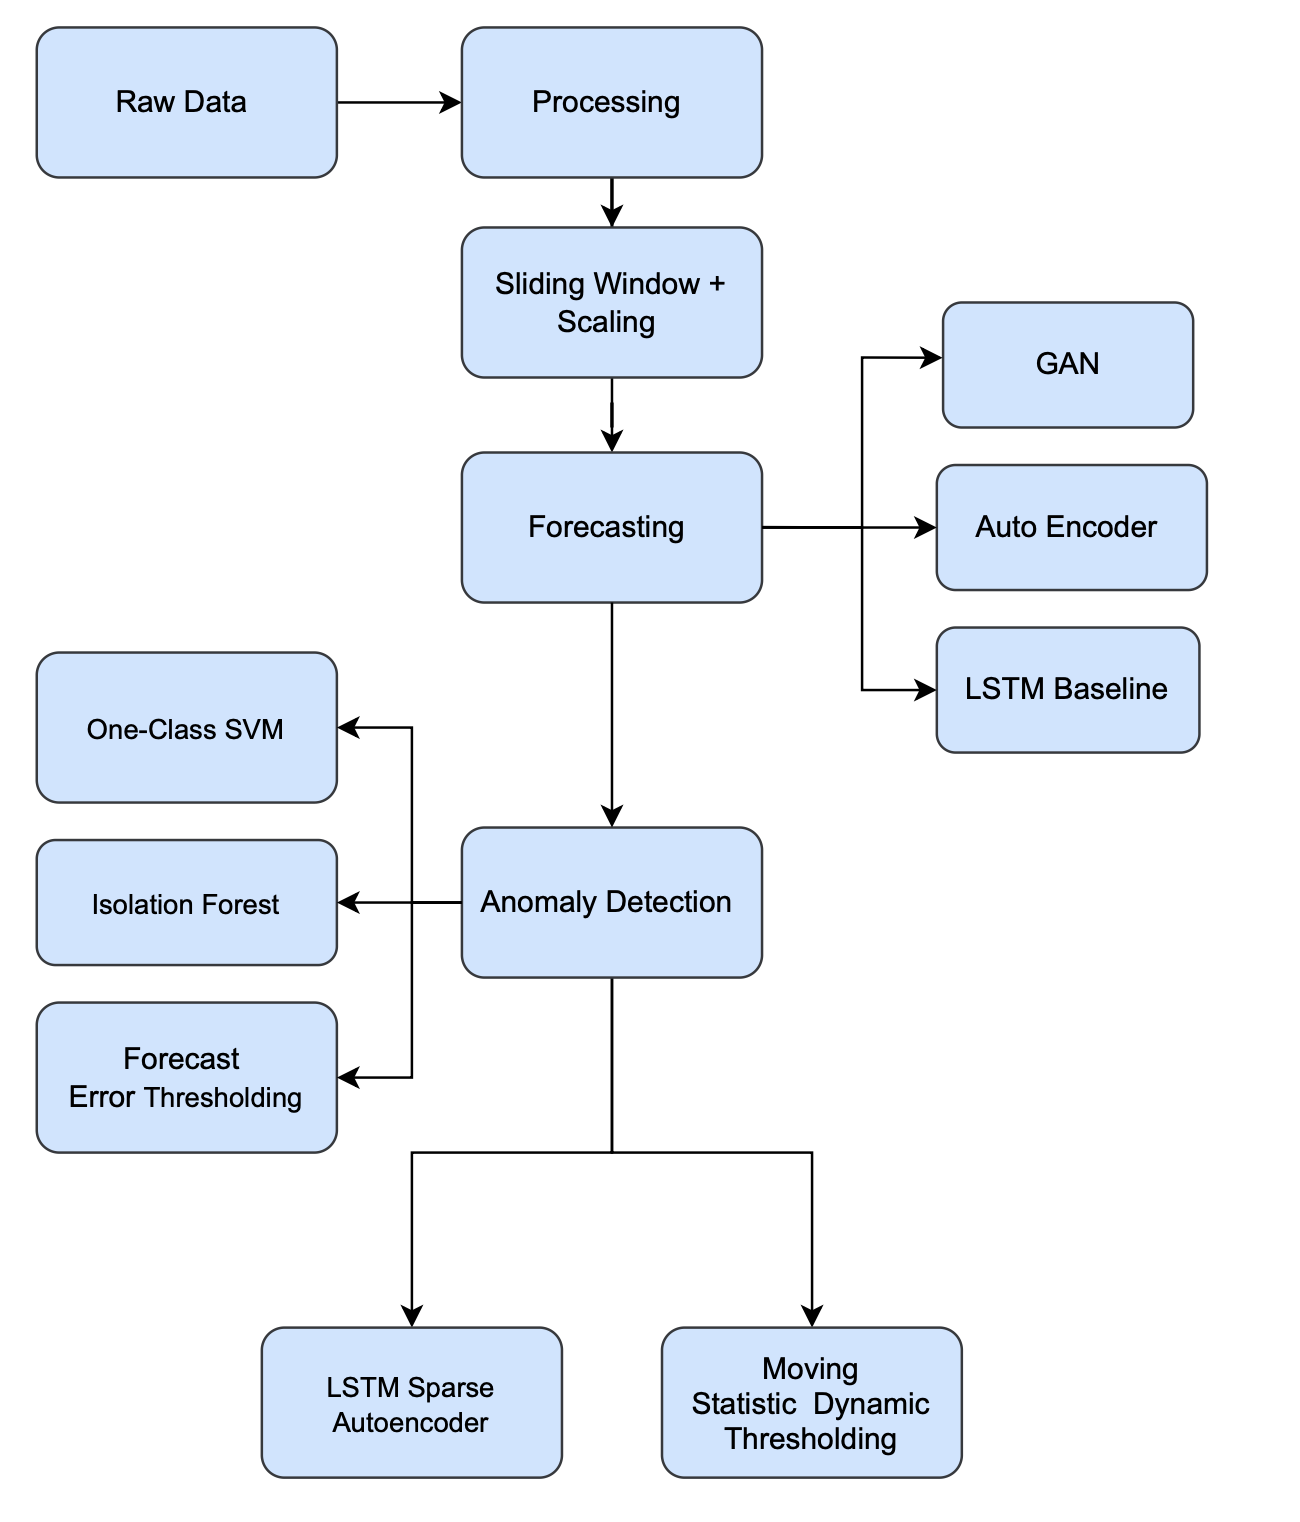 Raw Data
Processing
Sliding Window +
Scaling
GAN
Forecasting
Auto Encoder
LSTM Baseline
One-Class SVM
Isolation Forest
Anomaly Detection
Forecast
Error Thresholding
LSTM Sparse
Autoencoder
Moving
Statistic  Dynamic
Thresholding